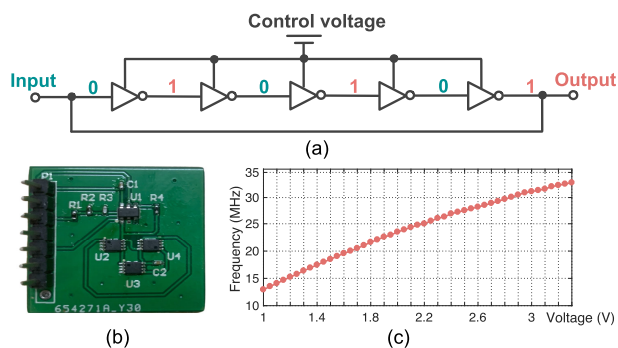 Control voltage
Input 0 1 0 1 0 1 Output
(a)
P1
C1
U1
R2 R3 R4
R1
U2 U4
C2
U3
654271A_Y30
(b)
Frequency (MHz)
35
30
25
20
15
10
1 1.4 1.8 2.2 2.6 3 Voltage (V)
(c)